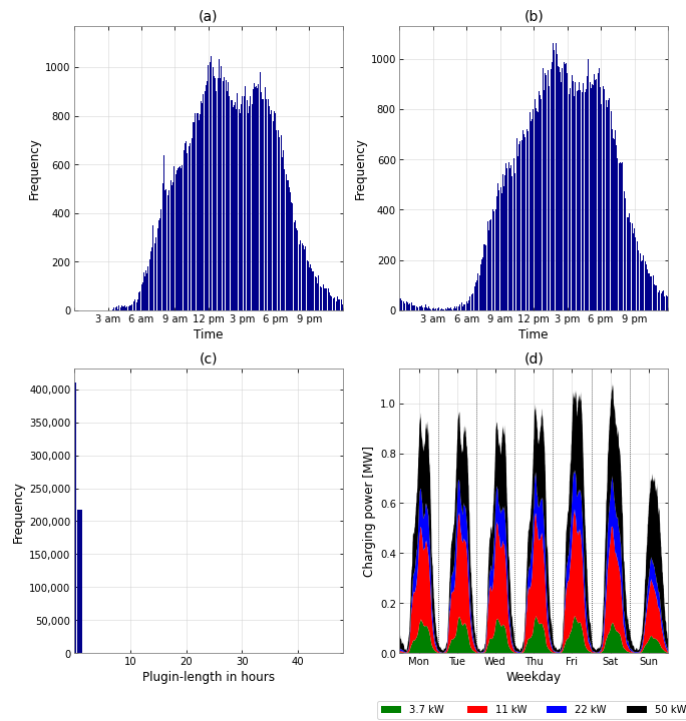 (a)
1000
800
600
400
200
0
Frequency
3 am 6 am 9 am 12 pm 3 pm 6 pm 9 pm
Time
(b)
1000
800
600
400
200
0
Frequency
3 am 6 am 9 am 12 pm 3 pm 6 pm 9 pm
Time
(c)
400,000
350,000
300,000
250,000
200,000
150,000
100,000
50,000
0
Frequency
10 20 30 40
Plugin-length in hours
(d)
1.0
0.8
0.6
0.4
0.2
0.0
Charging power [MW]
Mon Tue Wed Thu Fri Sat Sun
Weekday
3.7 kW 11 kW 22 kW 50 kW